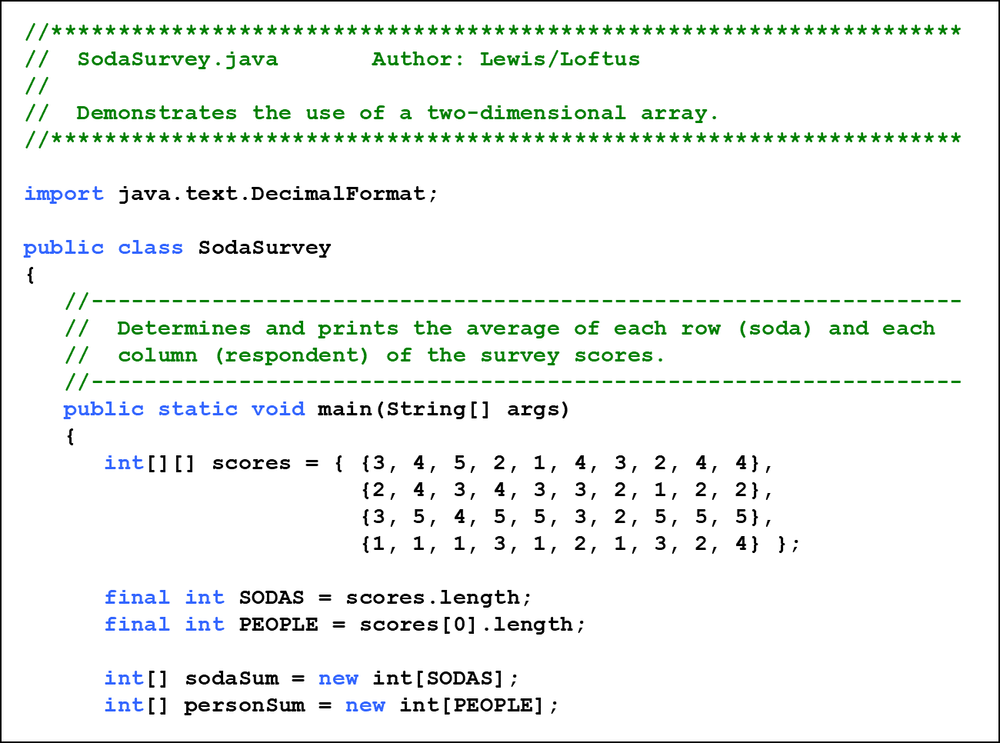 //********************************************************************
//  SodaSurvey.java       Author: Lewis/Loftus
//
//  Demonstrates the use of a two-dimensional array.
//********************************************************************

import java.text.DecimalFormat;

public class SodaSurvey
{
   //-----------------------------------------------------------------
   //  Determines and prints the average of each row (soda) and each
   //  column (respondent) of the survey scores.
   //-----------------------------------------------------------------
   public static void main(String[] args)
   {
      int[][] scores = { {3, 4, 5, 2, 1, 4, 3, 2, 4, 4},
                         {2, 4, 3, 4, 3, 3, 2, 1, 2, 2},
                         {3, 5, 4, 5, 5, 3, 2, 5, 5, 5},
                         {1, 1, 1, 3, 1, 2, 1, 3, 2, 4} };

      final int SODAS = scores.length;
      final int PEOPLE = scores[0].length;

      int[] sodaSum = new int[SODAS];
      int[] personSum = new int[PEOPLE];